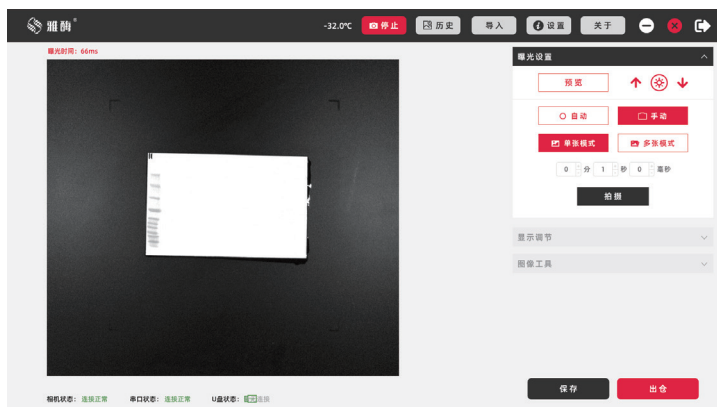 雅酶®
-32.0℃ 停止 历史 导入 设置 关于
曝光时间: 66ms
曝光设置
预览
自动 手动
单张模式 多张模式
0 分 1 秒 0 毫秒
拍摄
显示调节
图像工具
保存 出仓
相机状态: 连接正常 串口状态: 连接正常 U盘状态: